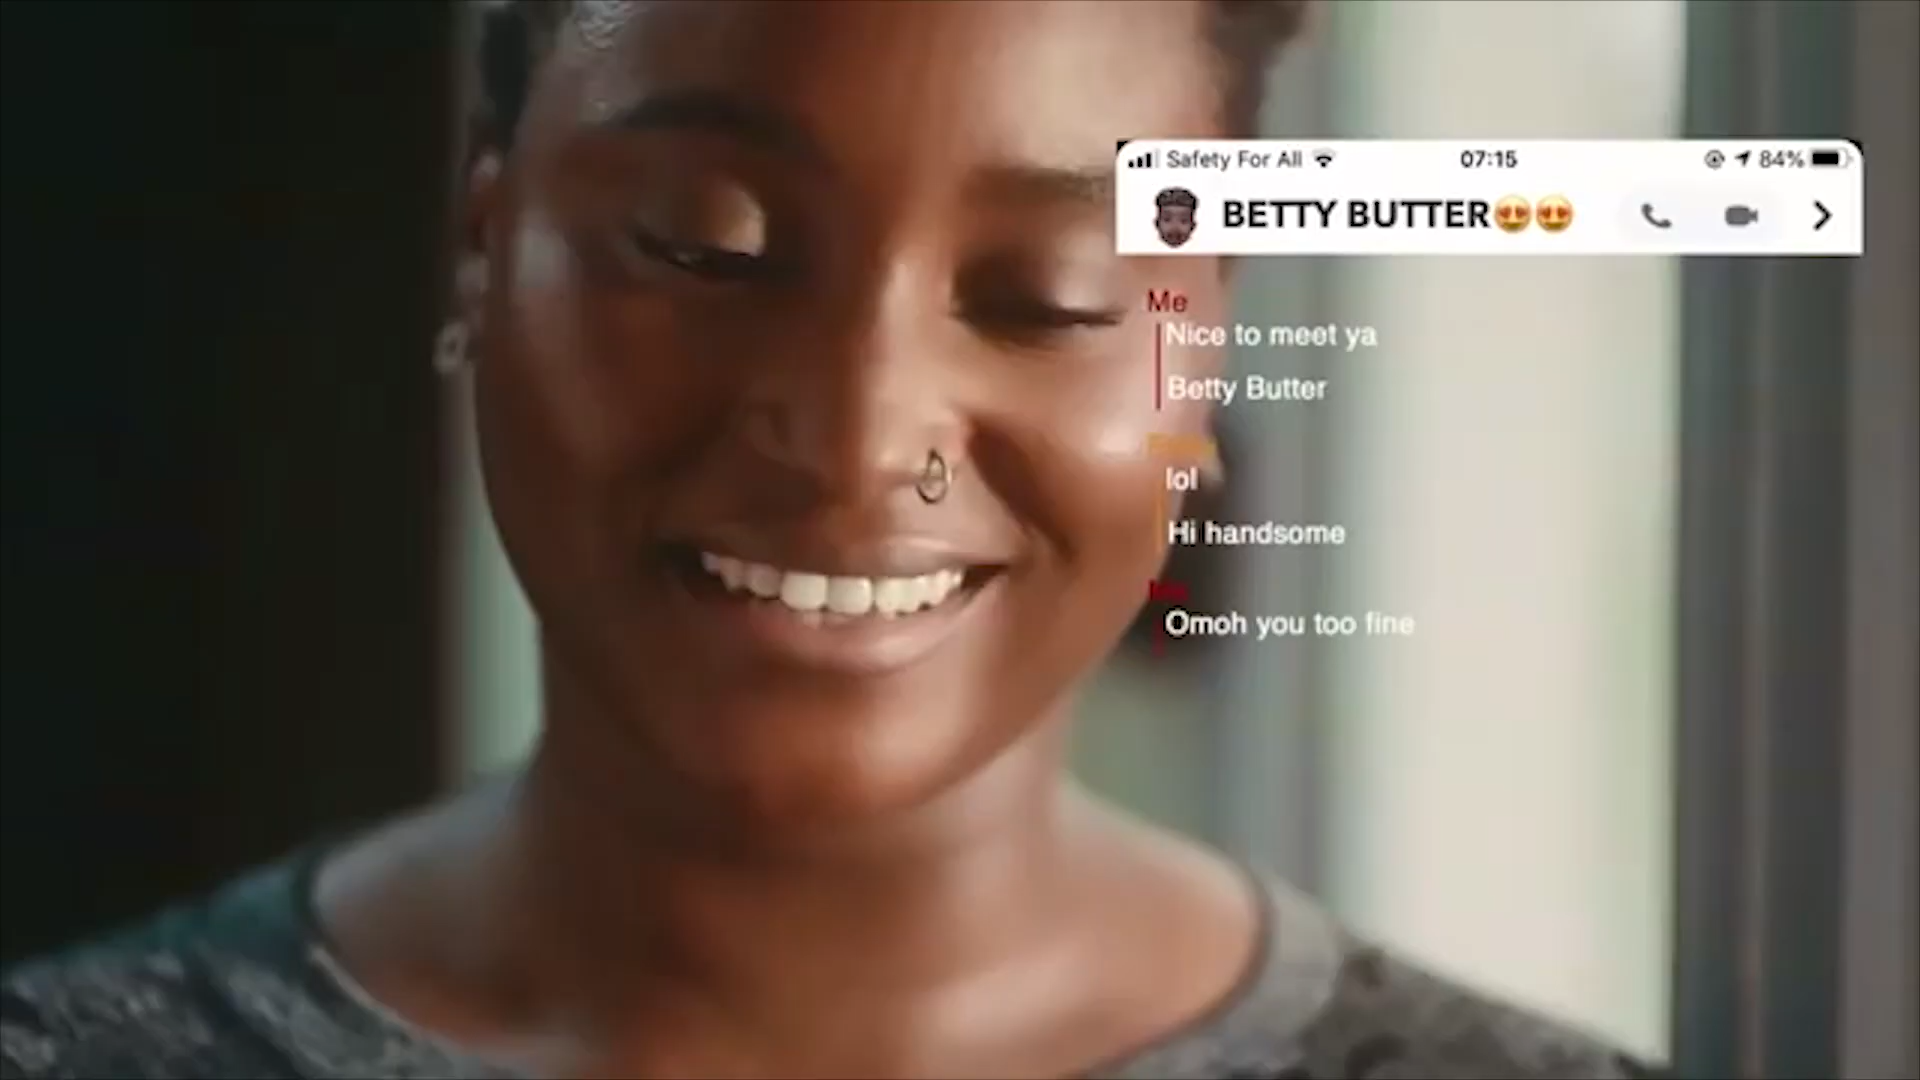 Safety For All 07:15 84%
BETTY BUTTER😍😍
Me
Nice to meet ya
Betty Butter
lol
Hi handsome
Omoh you too fine